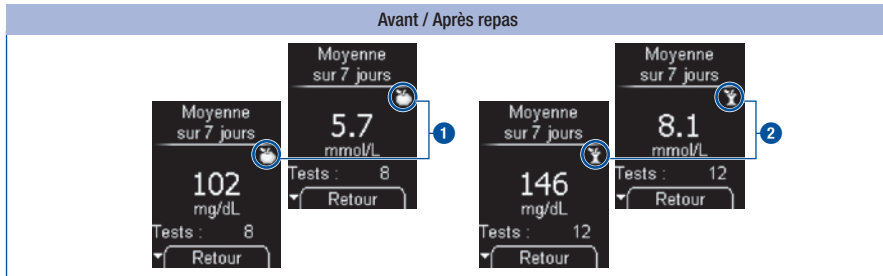 Avant / Après repas
Moyenne
sur 7 jours
102
mg/dL
Tests : 8
Retour
Moyenne
sur 7 jours
5.7
mmol/L
Tests : 8
Retour
1
Moyenne
sur 7 jours
146
mg/dL
Tests : 12
Retour
Moyenne
sur 7 jours
8.1
mmol/L
Tests : 12
Retour
2